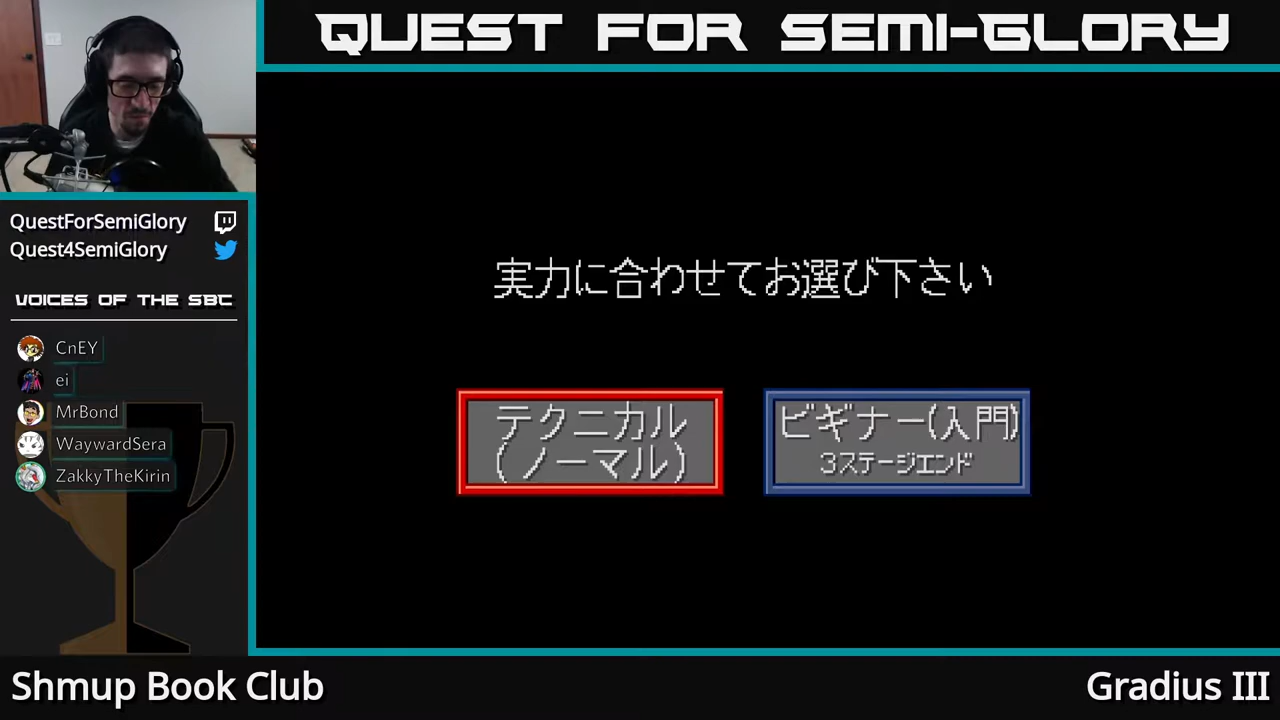 QUEST FOR SEMI-GLORY
QuestForSemiGlory
Quest4SemiGlory
VOICES OF THE SBC
CnEY
ei
MrBond
WaywardSera
ZakkyTheKirin
実力に合わせてお選び下さい
テクニカル
(ノーマル)
ビギナー(入門)
3ステージエンド
Shmup Book Club
Gradius III